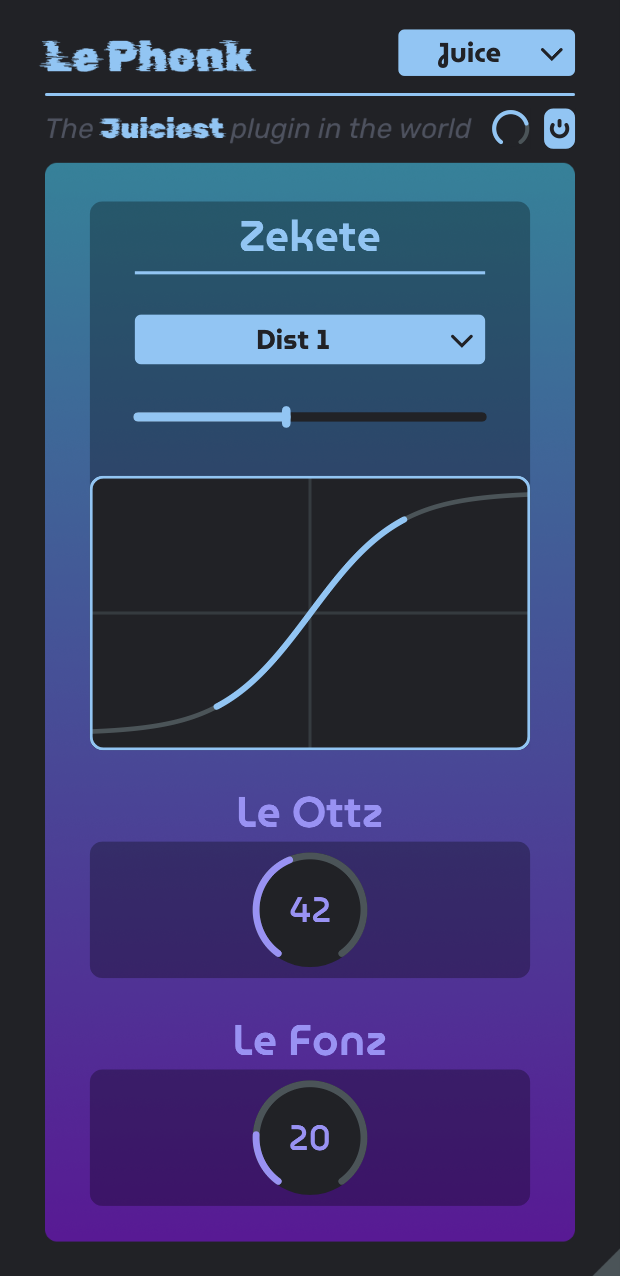 Le Phonk
Juice
The Juiciest plugin in the world
Zekete
Dist 1
Le Ottz
42
Le Fonz
20